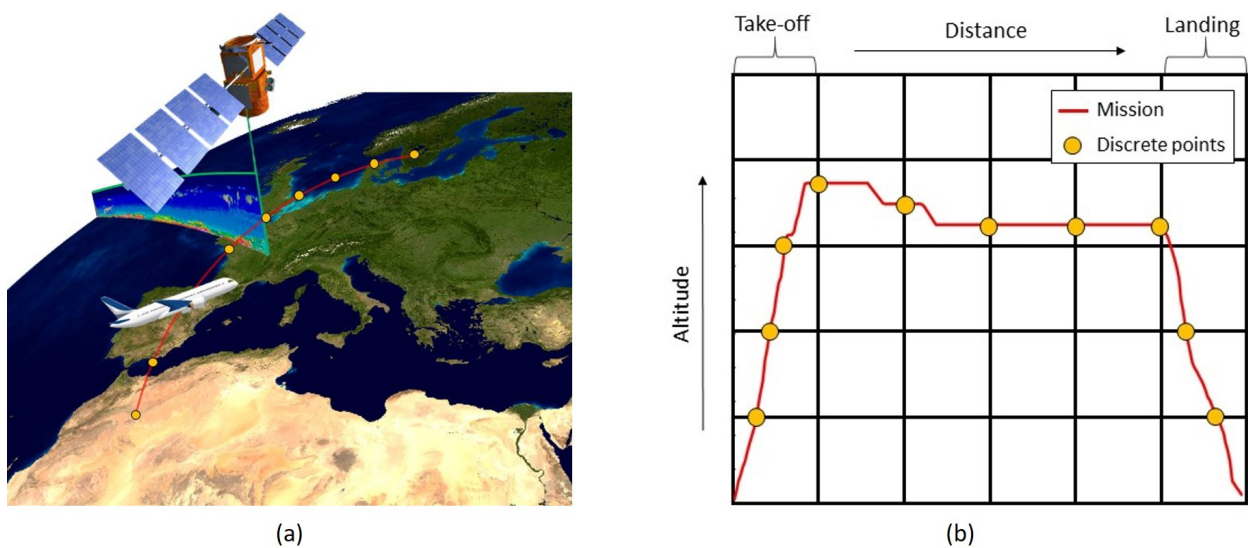 Take-off
Distance
Landing
Mission
Discrete points
Altitude
(a)
(b)